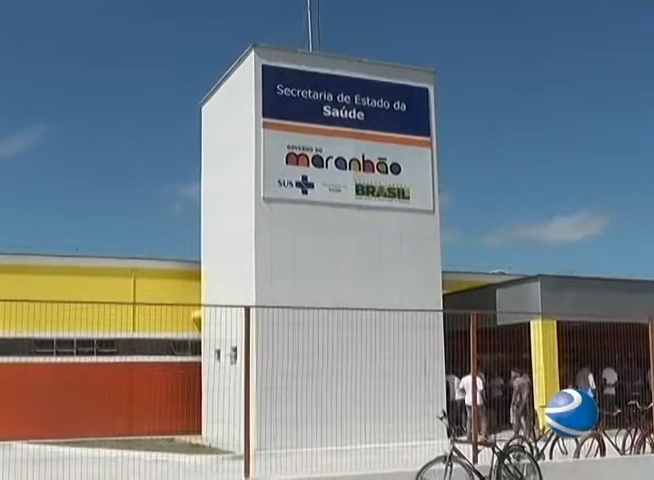 Secretaria de Estado da
Saúde
GOVERNO DO
maranhão
SUS
BRASIL